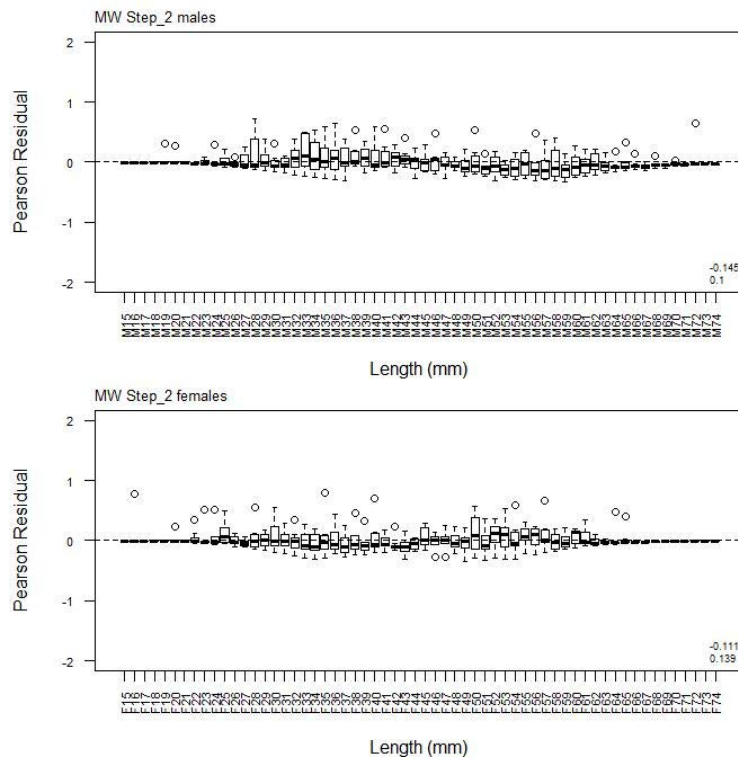 MW Step_2 males
2
1
0
-1
-2
Pearson Residual
-0.145
0.1
M15 M16 M17 M18 M19 M20 M21 M22 M23 M24 M25 M26 M27 M28 M29 M30 M31 M32 M33 M34 M35 M36 M37 M38 M39 M40 M41 M42 M43 M44 M45 M46 M47 M48 M49 M50 M51 M52 M53 M54 M55 M56 M57 M58 M59 M60 M61 M62 M63 M64 M65 M66 M67 M68 M69 M70 M71 M72 M73 M74
Length (mm)
MW Step_2 females
2
1
0
-1
-2
Pearson Residual
-0.111
0.139
F15 F16 F17 F18 F19 F20 F21 F22 F23 F24 F25 F26 F27 F28 F29 F30 F31 F32 F33 F34 F35 F36 F37 F38 F39 F40 F41 F42 F43 F44 F45 F46 F47 F48 F49 F50 F51 F52 F53 F54 F55 F56 F57 F58 F59 F60 F61 F62 F63 F64 F65 F66 F67 F68 F69 F70 F71 F72 F73 F74
Length (mm)